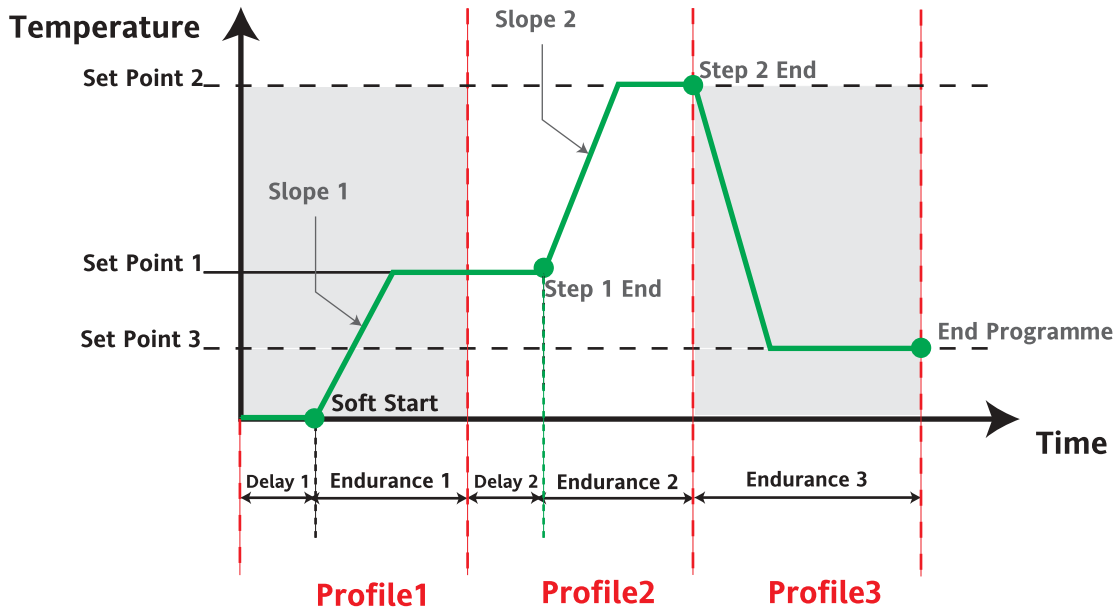 Temperature
Slope 2
Set Point 2
Step 2 End
Slope 1
Set Point 1
Step 1 End
Set Point 3
End Programme
Soft Start
Time
Delay 1
Endurance 1
Delay 2
Endurance 2
Endurance 3
Profile1
Profile2
Profile3